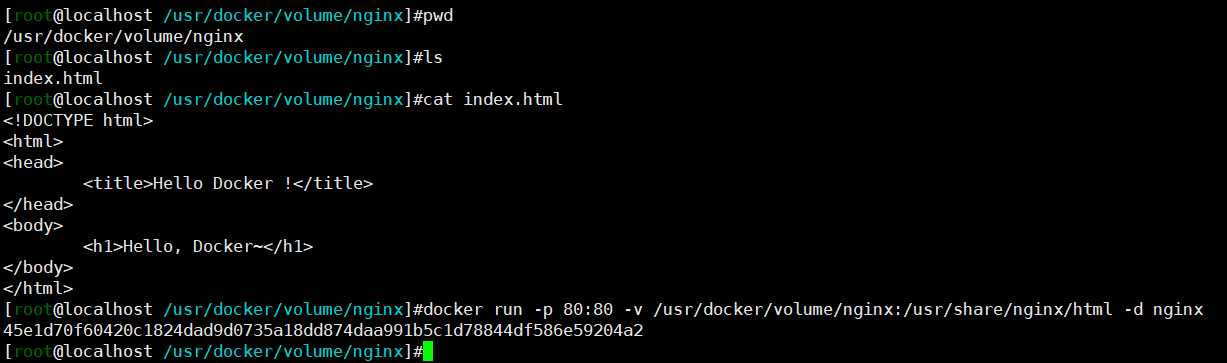 [root@localhost /usr/docker/volume/nginx]#pwd
/usr/docker/volume/nginx
[root@localhost /usr/docker/volume/nginx]#ls
index.html
[root@localhost /usr/docker/volume/nginx]#cat index.html
<!DOCTYPE html>
<html>
<head>
        <title>Hello Docker !</title>
</head>
<body>
        <h1>Hello, Docker~</h1>
</body>
</html>
[root@localhost /usr/docker/volume/nginx]#docker run -p 80:80 -v /usr/docker/volume/nginx:/usr/share/nginx/html -d nginx
45e1d70f60420c1824dad9d0735a18dd874daa991b5c1d78844df586e59204a2
[root@localhost /usr/docker/volume/nginx]#